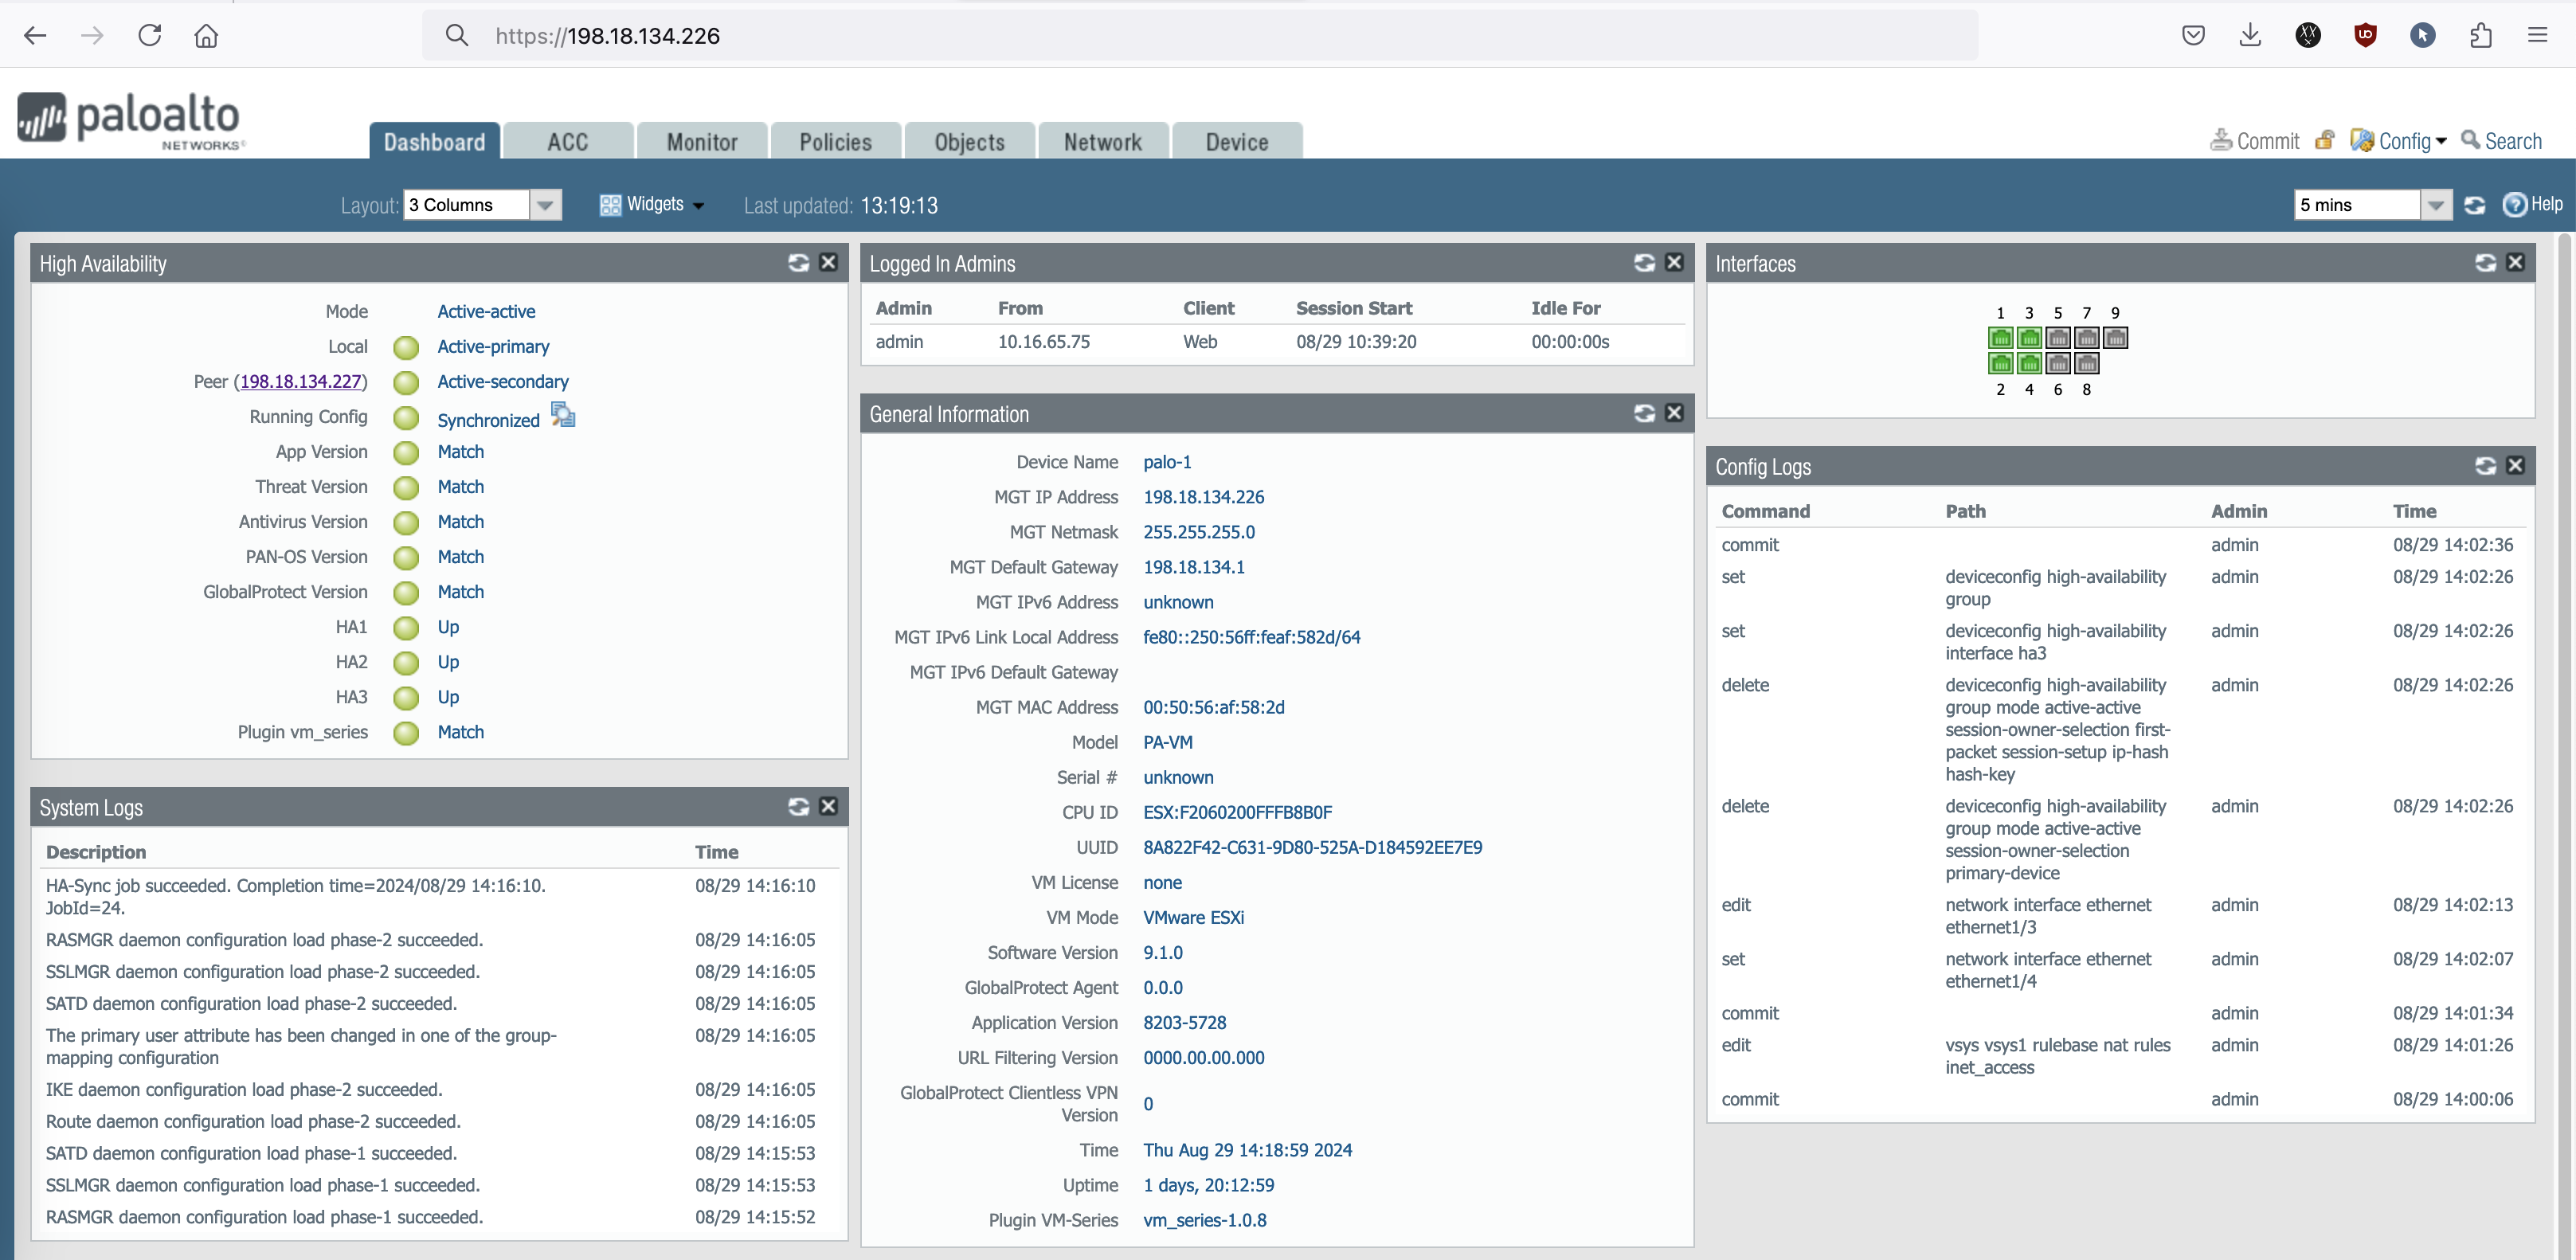 https://198.18.134.226
paloalto
NETWORKS®
Dashboard ACC Monitor Policies Objects Network Device
Commit Config Search
Layout: 3 Columns Widgets Last updated: 13:19:13
5 mins Help
High Availability
Mode Active-active
Local Active-primary
Peer (198.18.134.227) Active-secondary
Running Config Synchronized
App Version Match
Threat Version Match
Antivirus Version Match
PAN-OS Version Match
GlobalProtect Version Match
HA1 Up
HA2 Up
HA3 Up
Plugin vm_series Match
System Logs
Description Time
HA-Sync job succeeded. Completion time=2024/08/29 14:16:10. 08/29 14:16:10
JobId=24.
RASMGR daemon configuration load phase-2 succeeded. 08/29 14:16:05
SSLMGR daemon configuration load phase-2 succeeded. 08/29 14:16:05
SATD daemon configuration load phase-2 succeeded. 08/29 14:16:05
The primary user attribute has been changed in one of the group- 08/29 14:16:05
mapping configuration
IKE daemon configuration load phase-2 succeeded. 08/29 14:16:05
Route daemon configuration load phase-2 succeeded. 08/29 14:16:05
SATD daemon configuration load phase-1 succeeded. 08/29 14:15:53
SSLMGR daemon configuration load phase-1 succeeded. 08/29 14:15:53
RASMGR daemon configuration load phase-1 succeeded. 08/29 14:15:52
Logged In Admins
Admin From Client Session Start Idle For
admin 10.16.65.75 Web 08/29 10:39:20 00:00:00s
General Information
Device Name palo-1
MGT IP Address 198.18.134.226
MGT Netmask 255.255.255.0
MGT Default Gateway 198.18.134.1
MGT IPv6 Address unknown
MGT IPv6 Link Local Address fe80::250:56ff:feaf:582d/64
MGT IPv6 Default Gateway
MGT MAC Address 00:50:56:af:58:2d
Model PA-VM
Serial # unknown
CPU ID ESX:F2060200FFFB8B0F
UUID 8A822F42-C631-9D80-525A-D184592EE7E9
VM License none
VM Mode VMware ESXi
Software Version 9.1.0
GlobalProtect Agent 0.0.0
Application Version 8203-5728
URL Filtering Version 0000.00.00.000
GlobalProtect Clientless VPN
Version 0
Time Thu Aug 29 14:18:59 2024
Uptime 1 days, 20:12:59
Plugin VM-Series vm_series-1.0.8
Interfaces
1 3 5 7 9
2 4 6 8
Config Logs
Command Path Admin Time
commit admin 08/29 14:02:36
set deviceconfig high-availability admin 08/29 14:02:26
group
set deviceconfig high-availability admin 08/29 14:02:26
interface ha3
delete deviceconfig high-availability admin 08/29 14:02:26
group mode active-active
session-owner-selection first-
packet session-setup ip-hash
hash-key
delete deviceconfig high-availability admin 08/29 14:02:26
group mode active-active
session-owner-selection
primary-device
edit network interface ethernet admin 08/29 14:02:13
ethernet1/3
set network interface ethernet admin 08/29 14:02:07
ethernet1/4
commit admin 08/29 14:01:34
edit vsys vsys1 rulebase nat rules admin 08/29 14:01:26
inet_access
commit admin 08/29 14:00:06